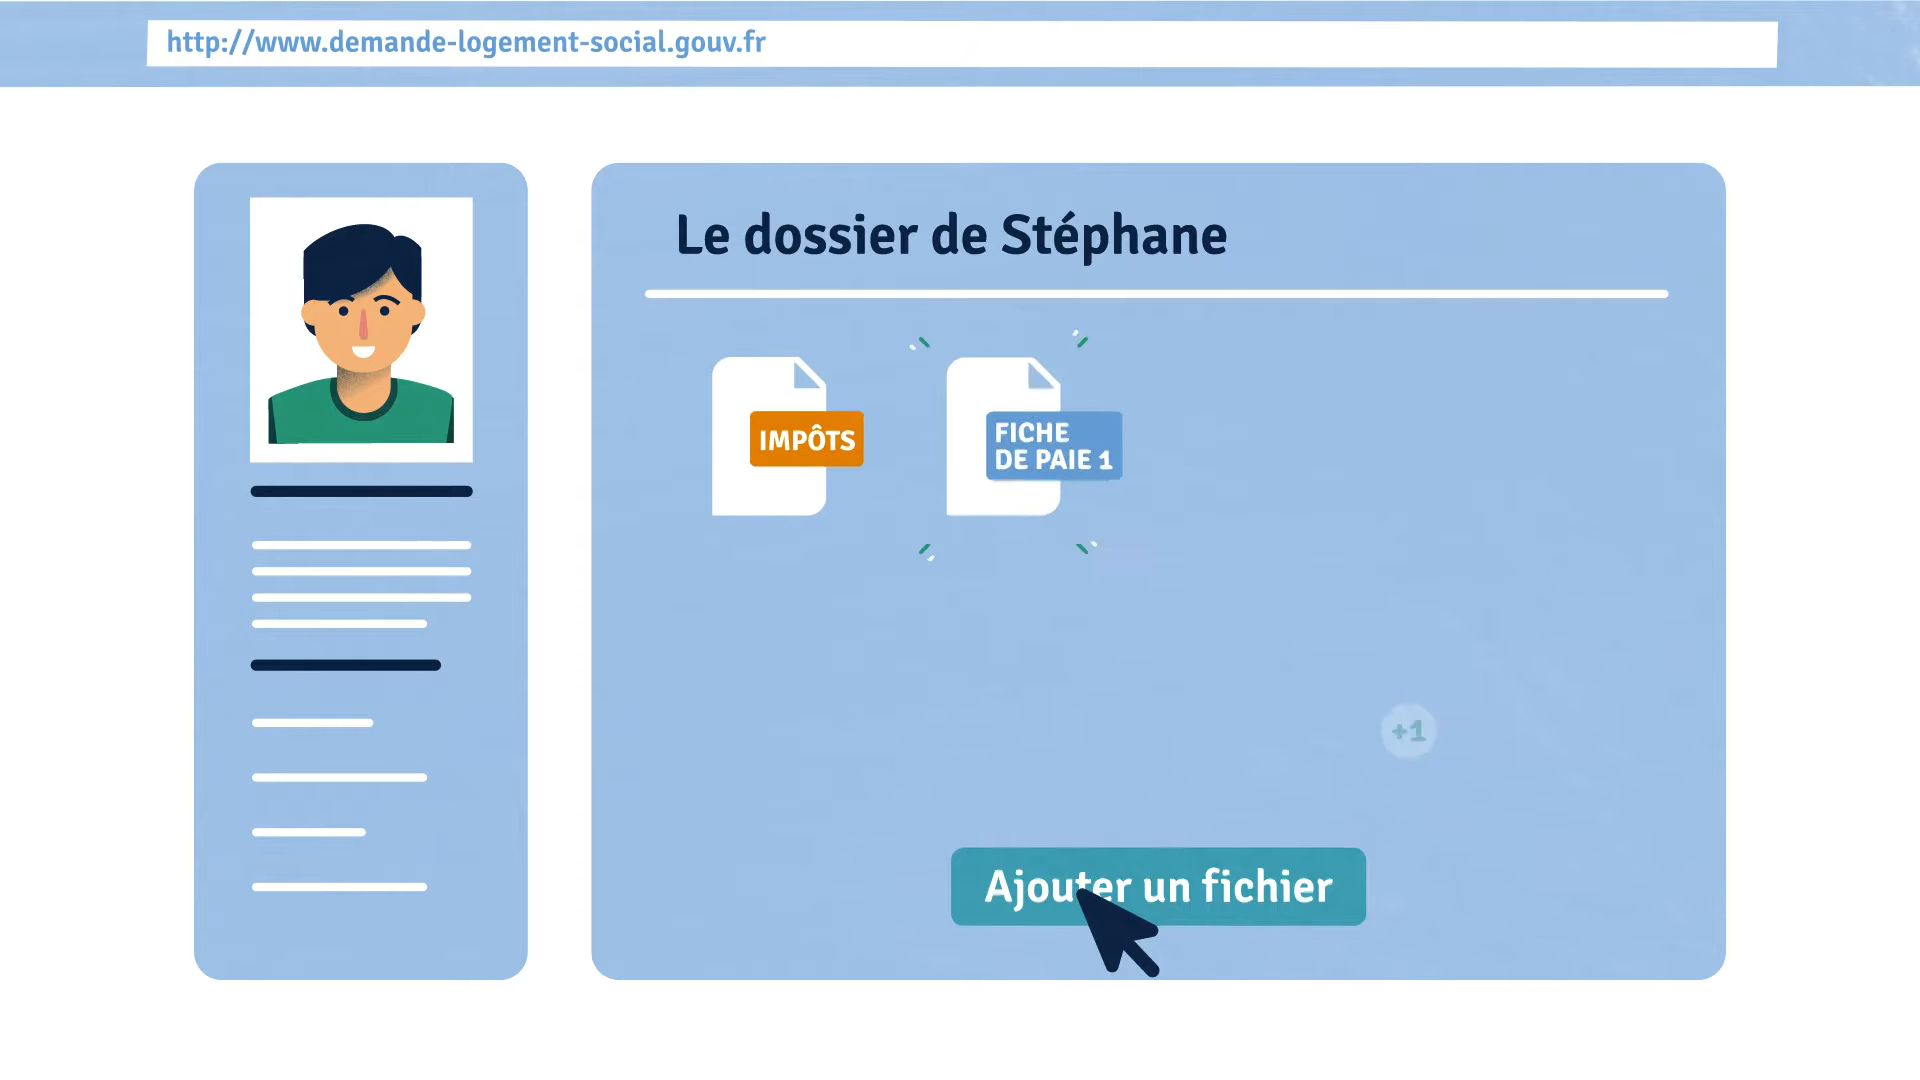 http://www.demande-logement-social.gouv.fr
Le dossier de Stéphane
IMPÔTS
FICHE
DE PAIE 1
+1
Ajouter un fichier